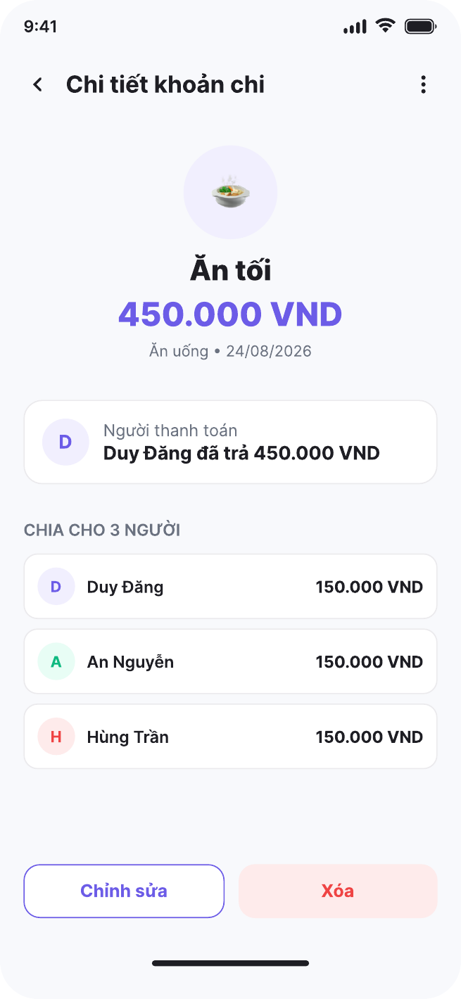 9:41
Chi tiết khoản chi
Ăn tối
450.000 VND
Ăn uống • 24/08/2026
D
Người thanh toán
Duy Đăng đã trả 450.000 VND
CHIA CHO 3 NGƯỜI
D Duy Đăng 150.000 VND
A An Nguyễn 150.000 VND
H Hùng Trần 150.000 VND
Chỉnh sửa Xóa